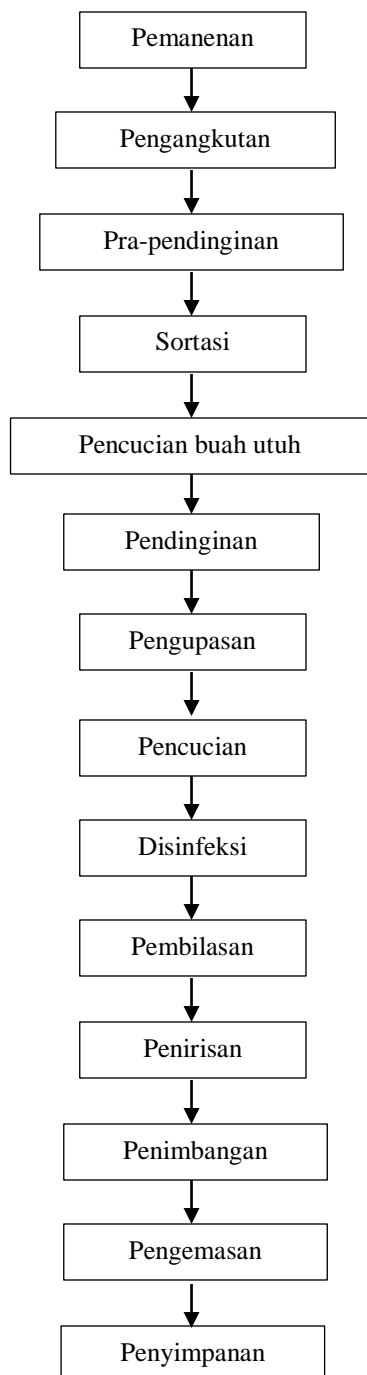 Pemanenan
Pengangkutan
Pra-pendinginan
Sortasi
Pencucian buah utuh
Pendinginan
Pengupasan
Pencucian
Disinfeksi
Pembilasan
Penirisan
Penimbangan
Pengemasan
Penyimpanan